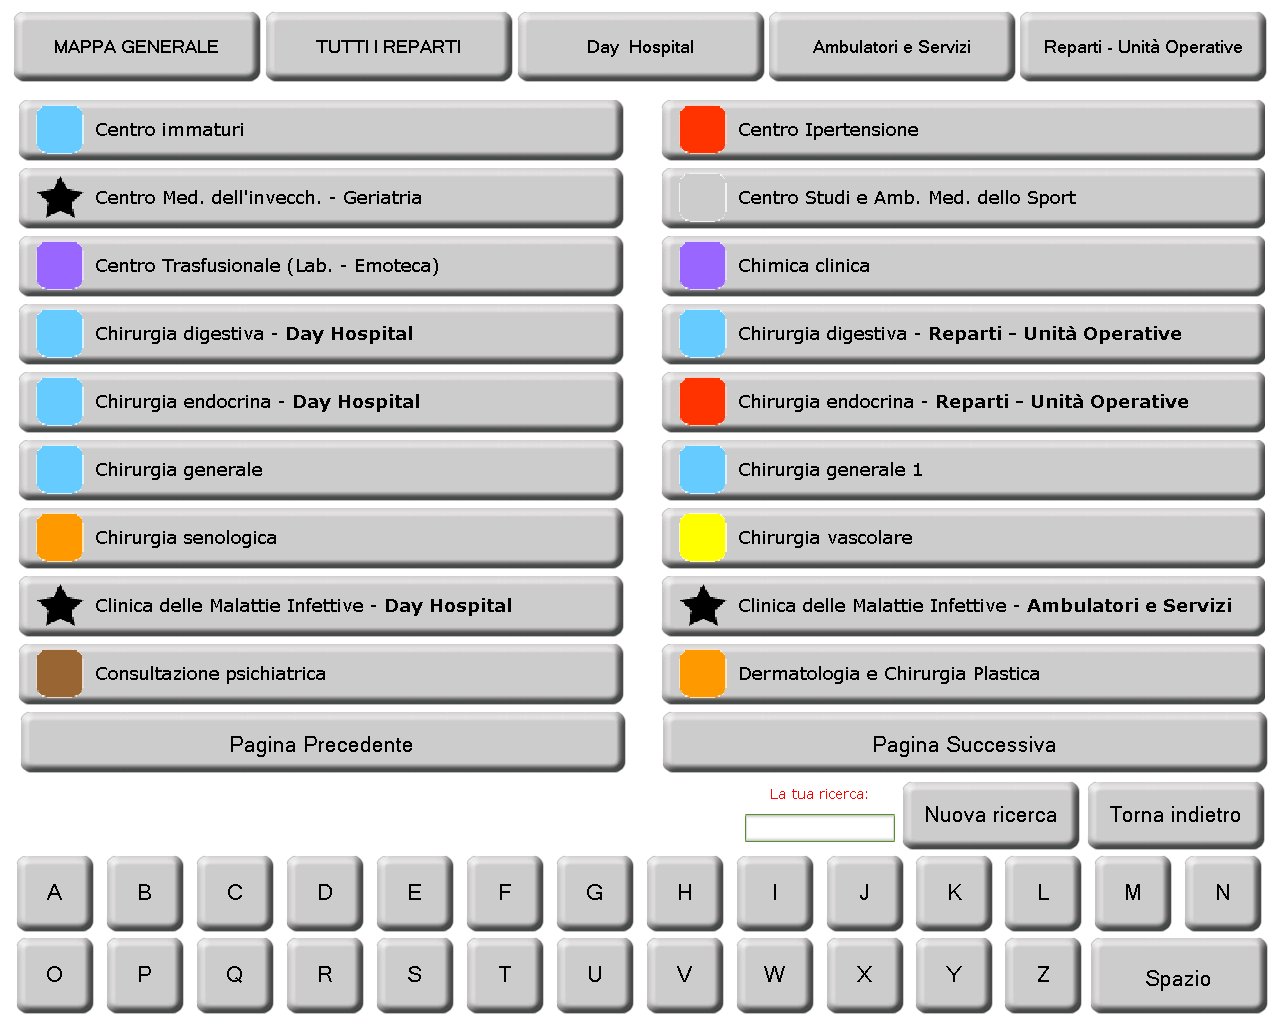 MAPPA GENERALE
TUTTI I REPARTI
Day Hospital
Ambulatori e Servizi
Reparti - Unità Operative
Centro immaturi
Centro Ipertensione
Centro Med. dell'invecch. - Geriatria
Centro Studi e Amb. Med. dello Sport
Centro Trasfusionale (Lab. - Emoteca)
Chimica clinica
Chirurgia digestiva - Day Hospital
Chirurgia digestiva - Reparti - Unità Operative
Chirurgia endocrina - Day Hospital
Chirurgia endocrina - Reparti - Unità Operative
Chirurgia generale
Chirurgia generale 1
Chirurgia senologica
Chirurgia vascolare
Clinica delle Malattie Infettive - Day Hospital
Clinica delle Malattie Infettive - Ambulatori e Servizi
Consultazione psichiatrica
Dermatologia e Chirurgia Plastica
Pagina Precedente
Pagina Successiva
La tua ricerca:
Nuova ricerca
Torna indietro
A B C D E F G H I J K L M N
O P Q R S T U V W X Y Z Spazio